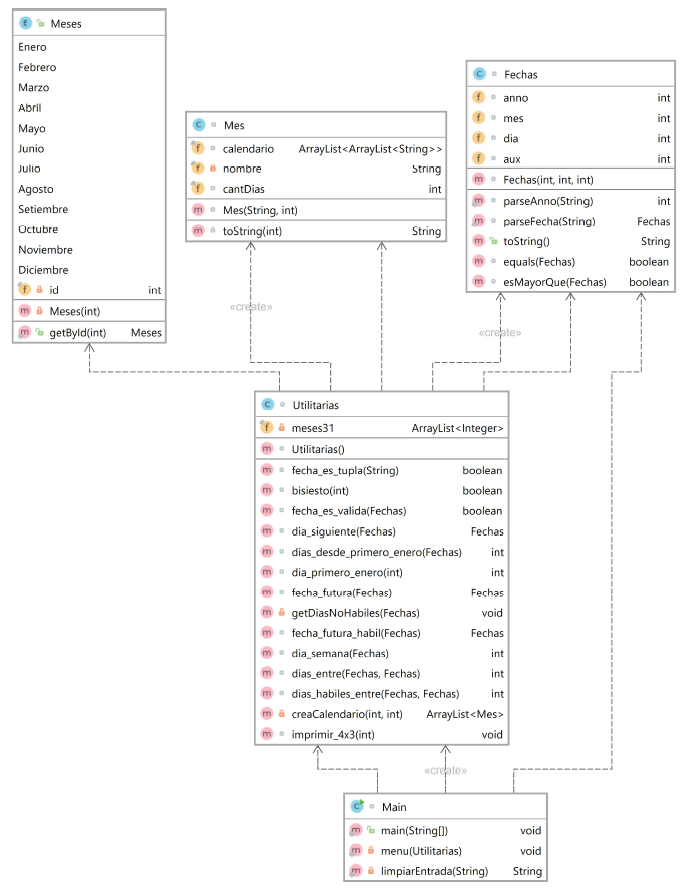 Meses
Enero
Febrero
Marzo
Abril
Mayo
Junio
Julio
Agosto
Setiembre
Octubre
Noviembre
Diciembre
id int
Meses(int)
getById(int) Meses
Mes
calendario ArrayList<ArrayList<String>>
nombre String
cantDias int
Mes(String, int)
toString(int) String
Fechas
anno int
mes int
dia int
aux int
Fechas(int, int, int)
parseAnno(String) int
parseFecha(String) Fechas
toString() String
equals(Fechas) boolean
esMayorQue(Fechas) boolean
«create»
«create»
Utilitarias
meses31 ArrayList<Integer>
Utilitarias()
fecha_es_tupla(String) boolean
bisiesto(int) boolean
fecha_es_valida(Fechas) boolean
dia_siguiente(Fechas) Fechas
dias_desde_primero_enero(Fechas) int
dia_primero_enero(int) int
fecha_futura(Fechas) Fechas
getDiasNoHabiles(Fechas) void
fecha_futura_habil(Fechas) Fechas
dia_semana(Fechas) int
dias_entre(Fechas, Fechas) int
dias_habiles_entre(Fechas, Fechas) int
creaCalendario(int, int) ArrayList<Mes>
imprimir_4x3(int) void
«create»
Main
main(String[]) void
menu(Utilitarias) void
limpiarEntrada(String) String